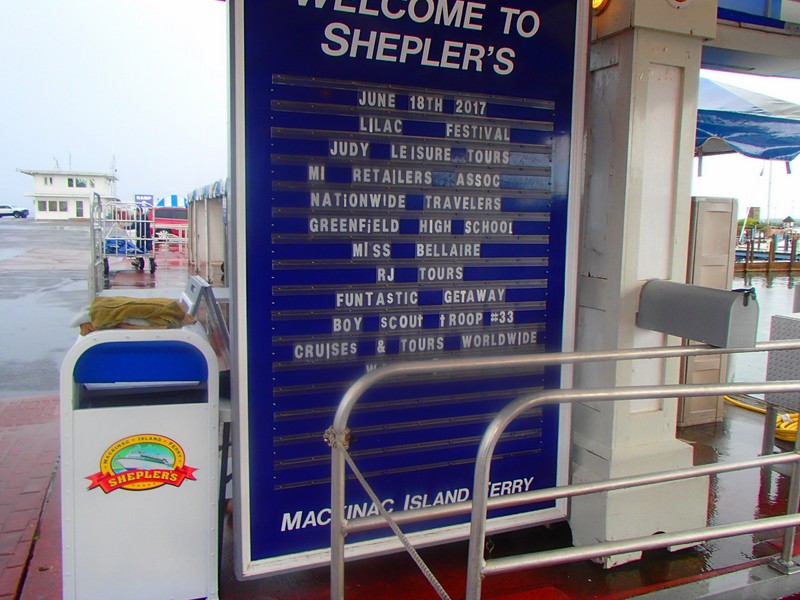 WELCOME TO
SHEPLER'S
JUNE 18TH 2017
LILAC FESTIVAL
JUDY LEISURE TOURS
MI RETAILERS ASSOC
NATIONWIDE TRAVELERS
GREENFIELD HIGH SCHOOL
MISS BELLAIRE
RJ TOURS
FUNTASTIC GETAWAY
BOY SCOUT TROOP #33
CRUISES & TOURS WORLDWIDE
MACKINAC ISLAND FERRY
MACKINAC ISLAND FERRY
SHEPLER'S